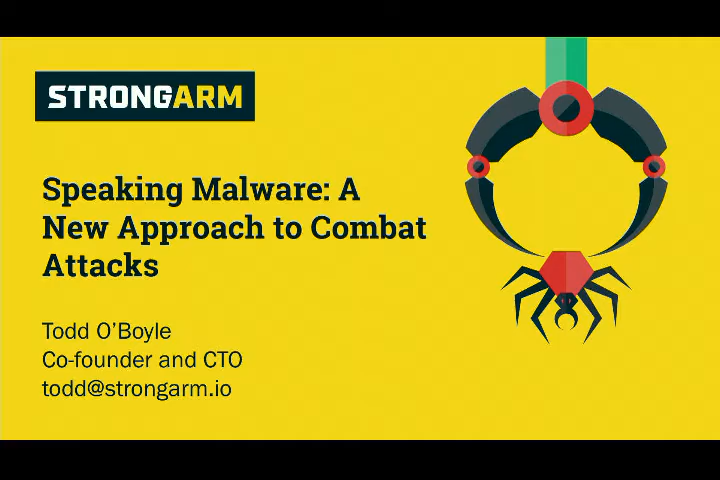 STRONGARM
Speaking Malware: A
New Approach to Combat
Attacks
Todd O'Boyle
Co-founder and CTO
todd@strongarm.io